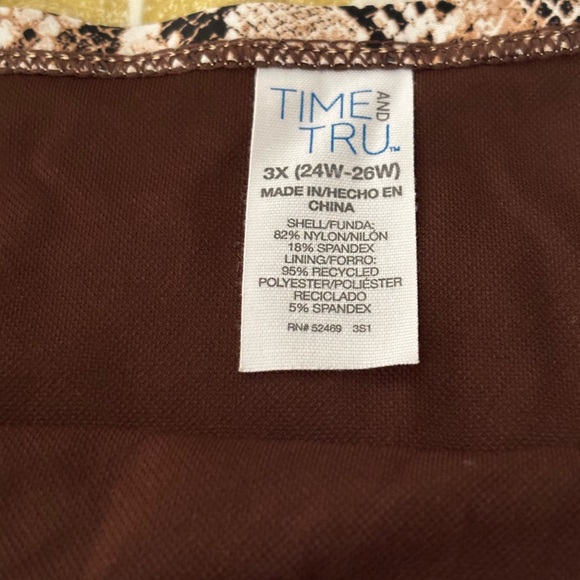 TIME AND
TRU™
3X (24W-26W)
MADE IN/HECHO EN
CHINA
SHELL/FUNDA:
82% NYLON/NILÓN
18% SPANDEX
LINING/FORRO:
95% RECYCLED
POLYESTER/POLIÉSTER
RECICLADO
5% SPANDEX
RN# 52469 3S1